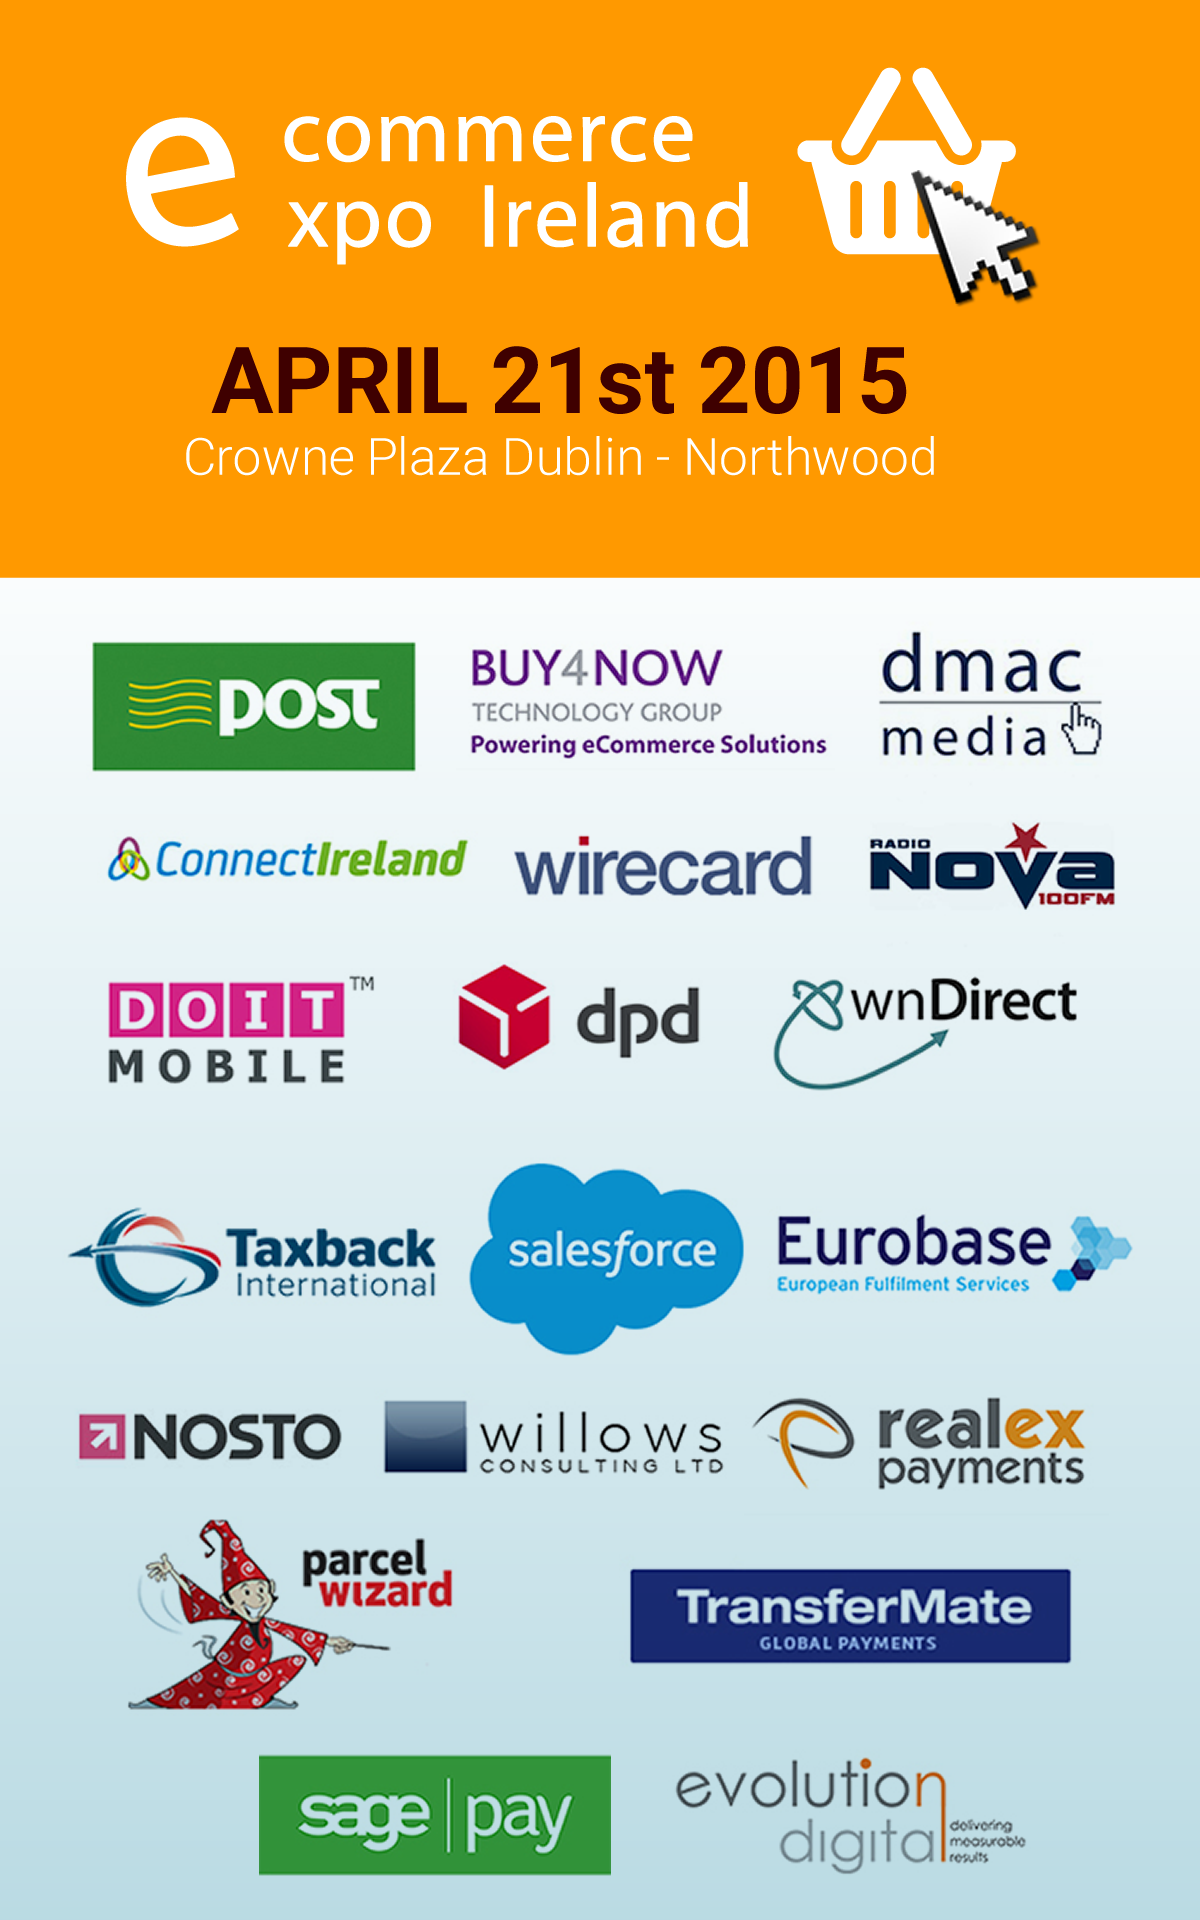 e commerce
xpo Ireland
APRIL 21st 2015
Crowne Plaza Dublin - Northwood
post
BUY4NOW
TECHNOLOGY GROUP
Powering eCommerce Solutions
dmac
media
ConnectIreland
wirecard
RADIO
NOVa
100FM
DOIT™
MOBILE
dpd
wnDirect
Taxback
International
salesforce
Eurobase
European Fulfilment Services
NOSTO
willows
CONSULTING LTD
realex
payments
parcel
wizard
TransferMate
GLOBAL PAYMENTS
sage pay
evolution
digital
delivering
measurable
results